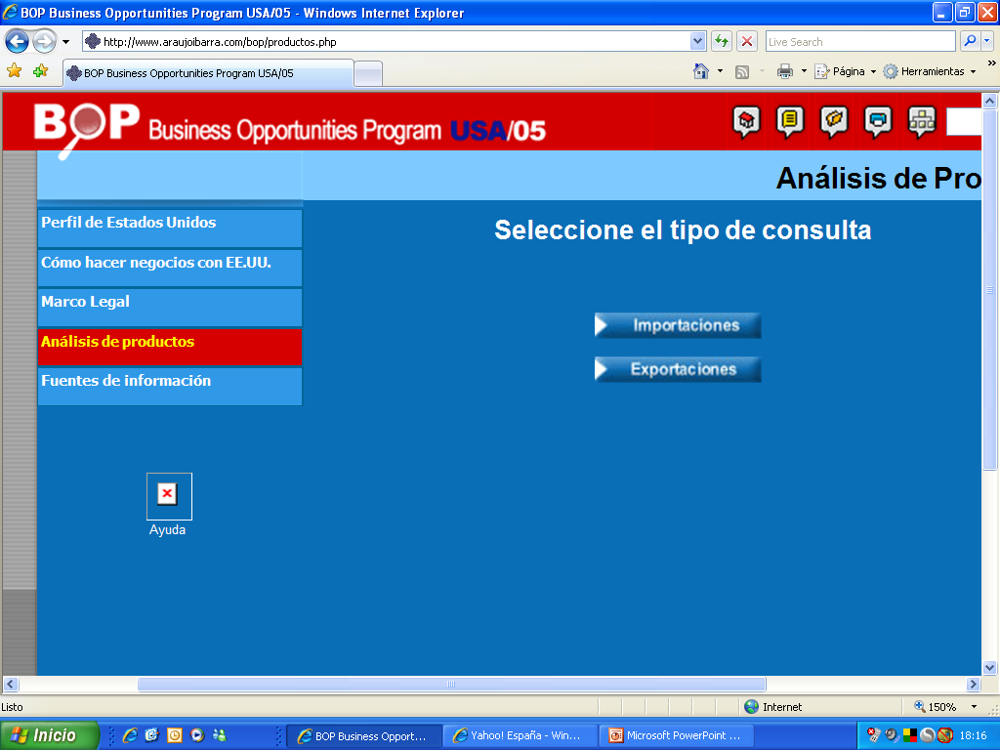 BOP Business Opportunities Program USA/05 - Windows Internet Explorer
http://www.araujoibarra.com/bop/productos.php
Live Search
BOP Business Opportunities Program USA/05
Página
Herramientas
BOP Business Opportunities Program USA/05
Análisis de Pro
Perfil de Estados Unidos
Cómo hacer negocios con EE.UU.
Marco Legal
Análisis de productos
Fuentes de información
Seleccione el tipo de consulta
Importaciones
Exportaciones
Ayuda
Listo
Internet
150%
Inicio
BOP Business Opport...
Yahoo! España - Win...
Microsoft PowerPoint ...
18:16